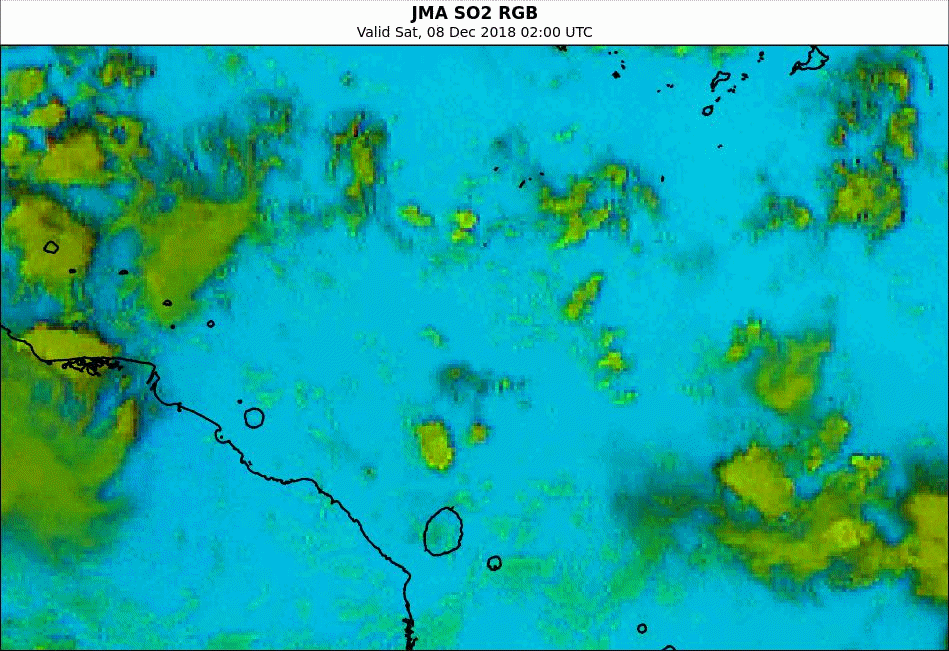 JMA SO2 RGB
Valid Sat, 08 Dec 2018 02:00 UTC